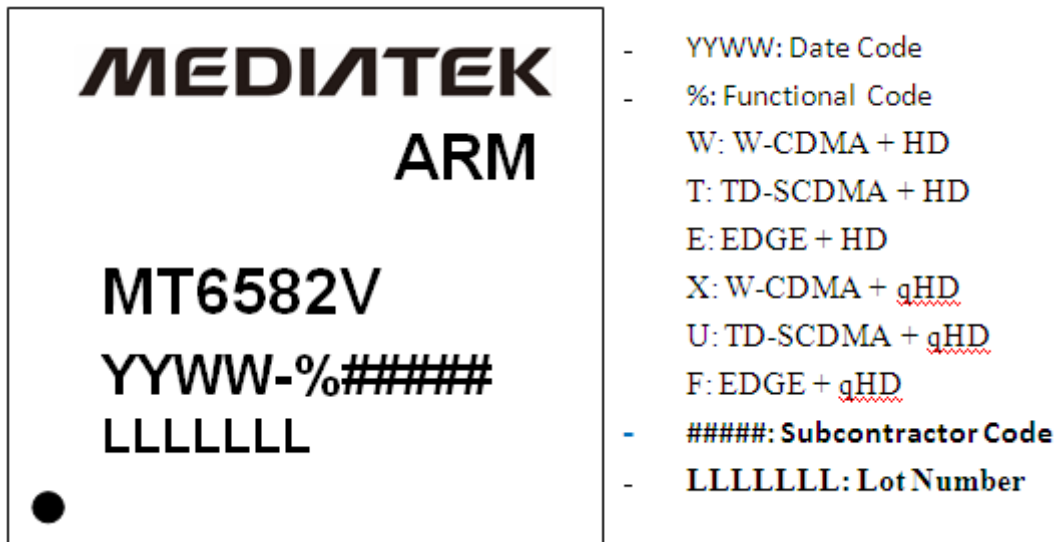 MEDIATEK
ARM
MT6582V
YYWW-%#####
LLLLLLL
- YYWW: Date Code
- %: Functional Code
W: W-CDMA + HD
T: TD-SCDMA + HD
E: EDGE + HD
X: W-CDMA + qHD
U: TD-SCDMA + qHD
F: EDGE + qHD
- #####: Subcontractor Code
- LLLLLLL: Lot Number